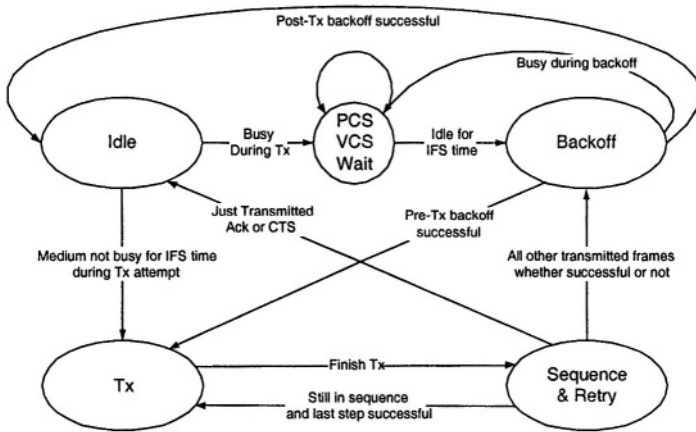 Post-Tx backoff successful
Busy during backoff
Idle
Busy
During Tx
PCS
VCS
Wait
Idle for
IFS time
Backoff
Just Transmitted
Ack or CTS
Pre-Tx backoff
successful
Medium not busy for IFS time
during Tx attempt
All other transmitted frames
whether successful or not
Tx
Finish Tx
Still in sequence
and last step successful
Sequence
& Retry